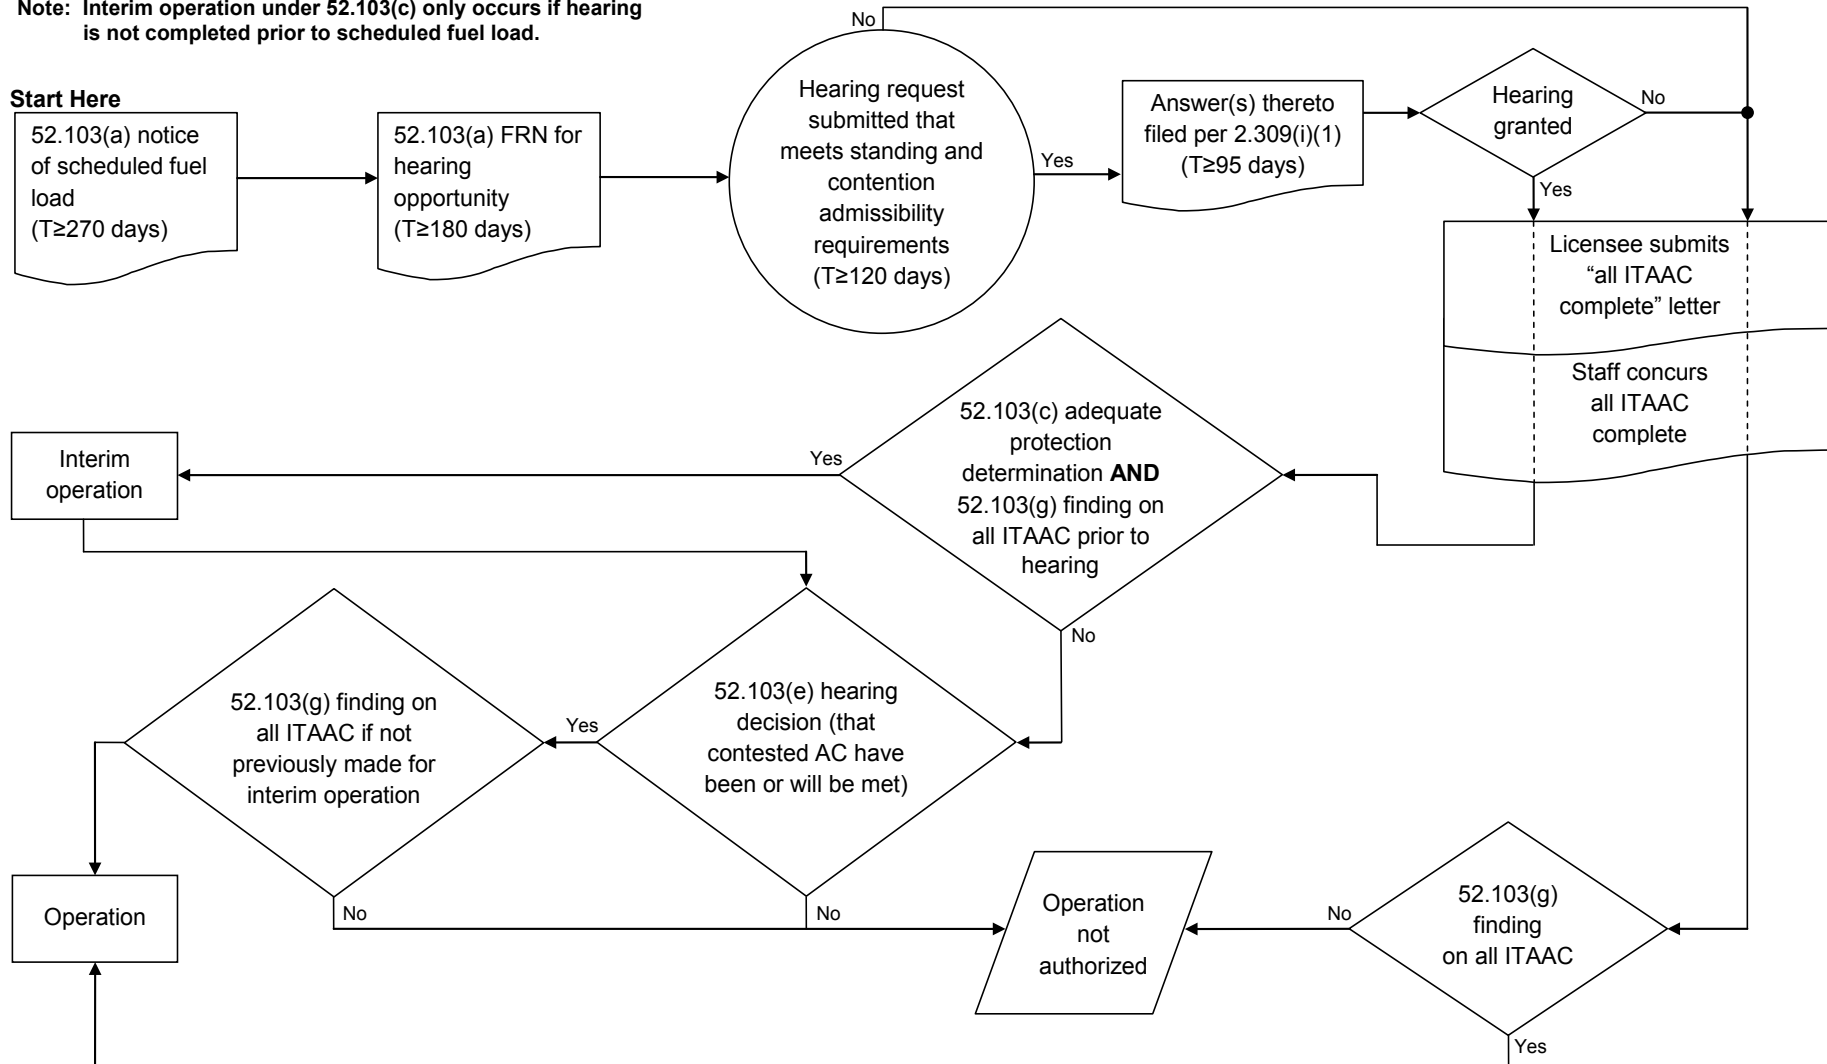 Note: Interim operation under 52.103(c) only occurs if hearing
is not completed prior to scheduled fuel load.
Start Here
52.103(a) notice
of scheduled fuel
load
(T≥270 days)
52.103(a) FRN for
hearing
opportunity
(T≥180 days)
No
Hearing request
submitted that
meets standing and
contention
admissibility
requirements
(T≥120 days)
Yes
Answer(s) thereto
filed per 2.309(i)(1)
(T≥95 days)
Hearing
granted
No
Yes
Licensee submits
“all ITAAC
complete” letter
Staff concurs
all ITAAC
complete
52.103(c) adequate
protection
determination AND
52.103(g) finding on
all ITAAC prior to
hearing
Yes
No
Interim
operation
52.103(e) hearing
decision (that
contested AC have
been or will be met)
Yes
No
52.103(g) finding on
all ITAAC if not
previously made for
interim operation
No
Operation
Operation
not
authorized
No
52.103(g)
finding
on all ITAAC
Yes